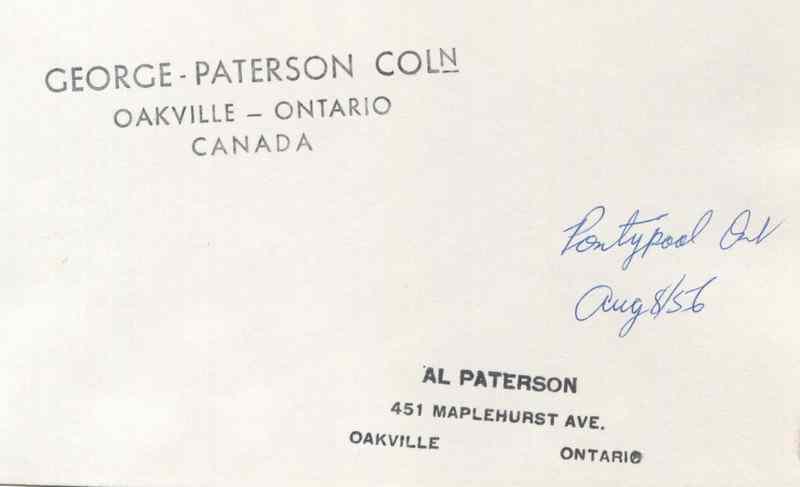 GEORGE - PATERSON COLN
OAKVILLE — ONTARIO
CANADA
Pontypool Ont
Aug 8/56
AL PATERSON
451 MAPLEHURST AVE.
OAKVILLE ONTARIO